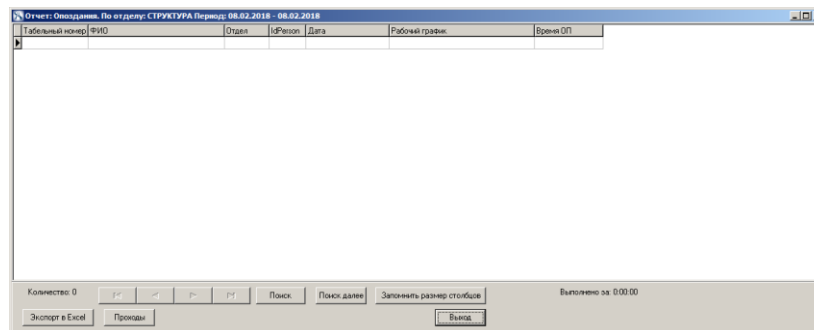 Отчет: Опоздания. По отделу: СТРУКТУРА Период: 08.02.2018 - 08.02.2018
Табельный номер ФИО Отдел IdPerson Дата Рабочий график Время ОП
Количество: 0 Поиск Поиск далее Запомнить размер столбцов Выполнено за: 0:00:00
Экспорт в Excel Проходы Выход